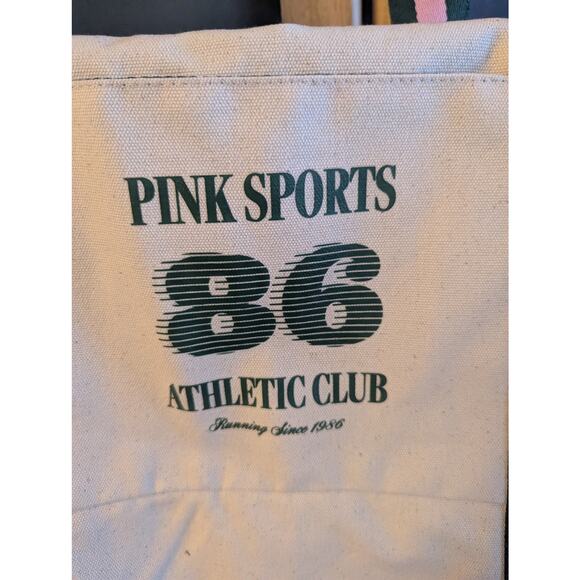 PINK SPORTS
86
ATHLETIC CLUB
Running Since 1986